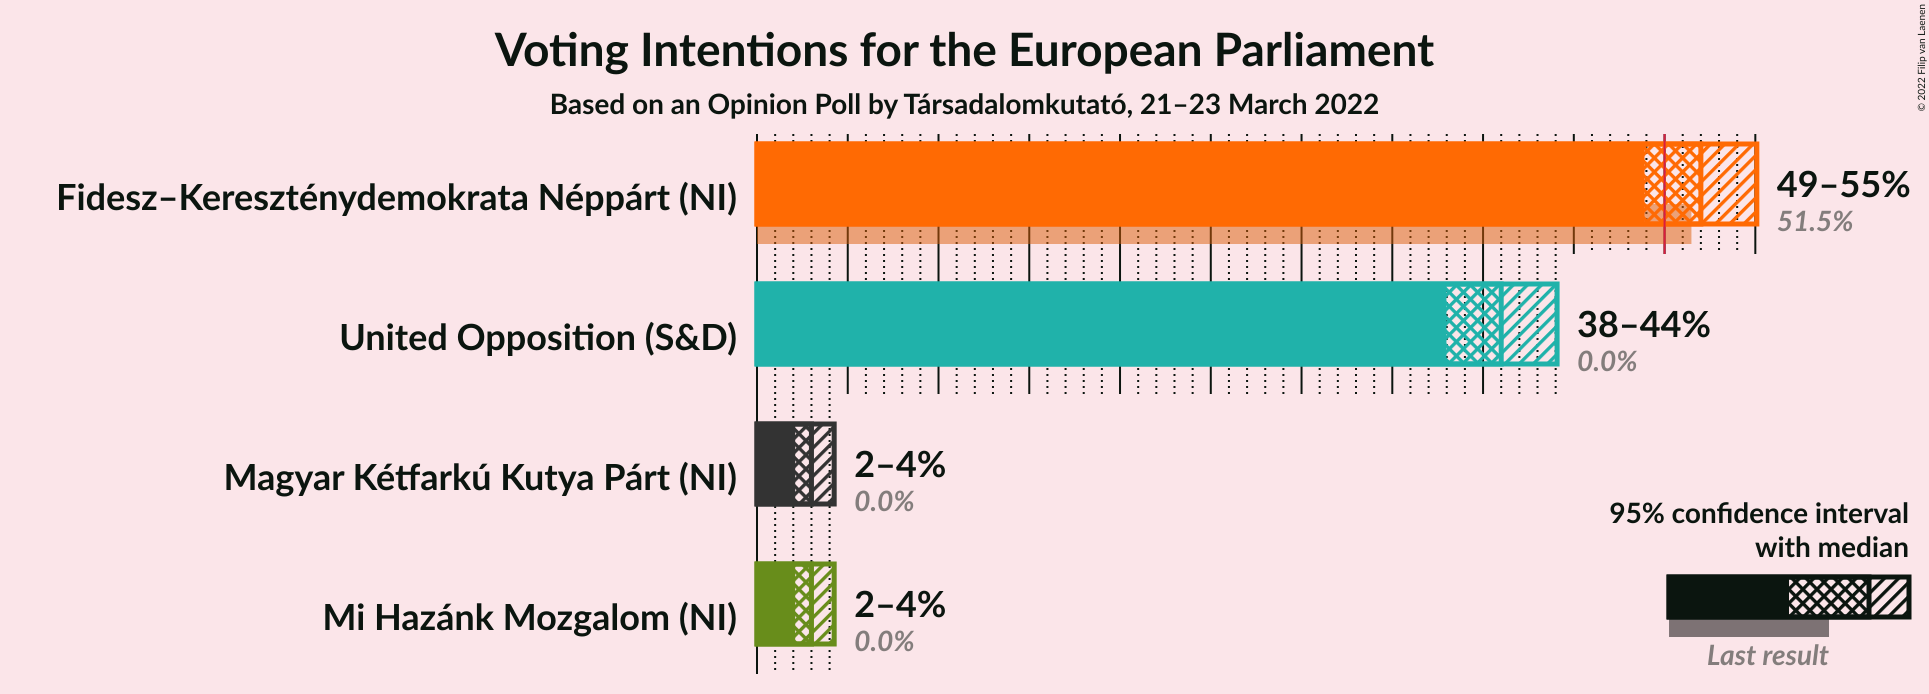 Voting Intentions for the European Parliament
Based on an Opinion Poll by Társadalomkutató, 21–23 March 2022
© 2022 Filip van Laenen
Fidesz–Kereszténydemokrata Néppárt (NI)
49–55%
51.5%
United Opposition (S&D)
38–44%
0.0%
Magyar Kétfarkú Kutya Párt (NI)
2–4%
0.0%
Mi Hazánk Mozgalom (NI)
2–4%
0.0%
95% confidence interval
with median
Last result